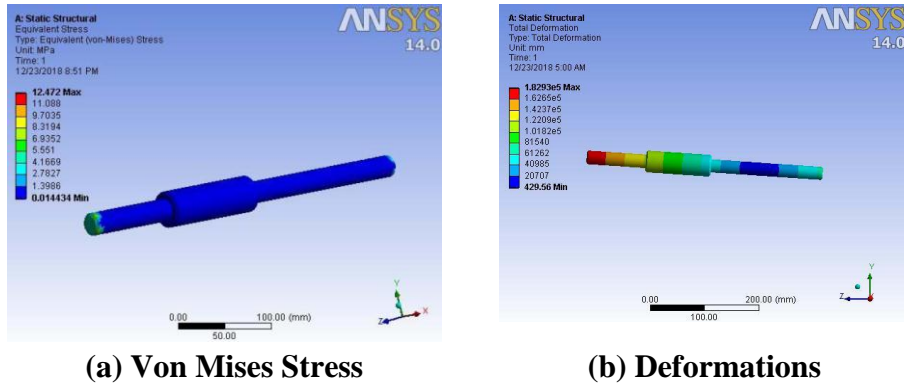 A: Static Structural
Equivalent Stress
Type: Equivalent (von-Mises) Stress
Unit: MPa
Time: 1
12/23/2018 8:51 PM
12.472 Max
11.088
9.7035
8.3194
6.9352
5.551
4.1669
2.7827
1.3986
0.014434 Min
ANSYS
14.0
Y
X
Z
0.00
100.00 (mm)
50.00
(a) Von Mises Stress
A: Static Structural
Total Deformation
Type: Total Deformation
Unit: mm
Time: 1
12/23/2018 5:00 AM
1.8293e5 Max
1.6265e5
1.4237e5
1.2209e5
1.0182e5
81540
61262
40985
20707
429.56 Min
ANSYS
14.0
Y
Z
0.00
200.00 (mm)
100.00
(b) Deformations